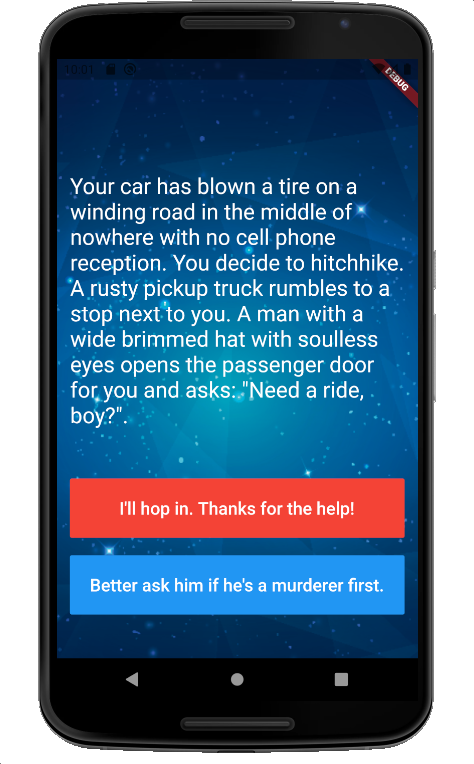 10:01
DEBUG
Your car has blown a tire on a
winding road in the middle of
nowhere with no cell phone
reception. You decide to hitchhike.
A rusty pickup truck rumbles to a
stop next to you. A man with a
wide brimmed hat with soulless
eyes opens the passenger door
for you and asks: "Need a ride,
boy?".
I'll hop in. Thanks for the help!
Better ask him if he's a murderer first.